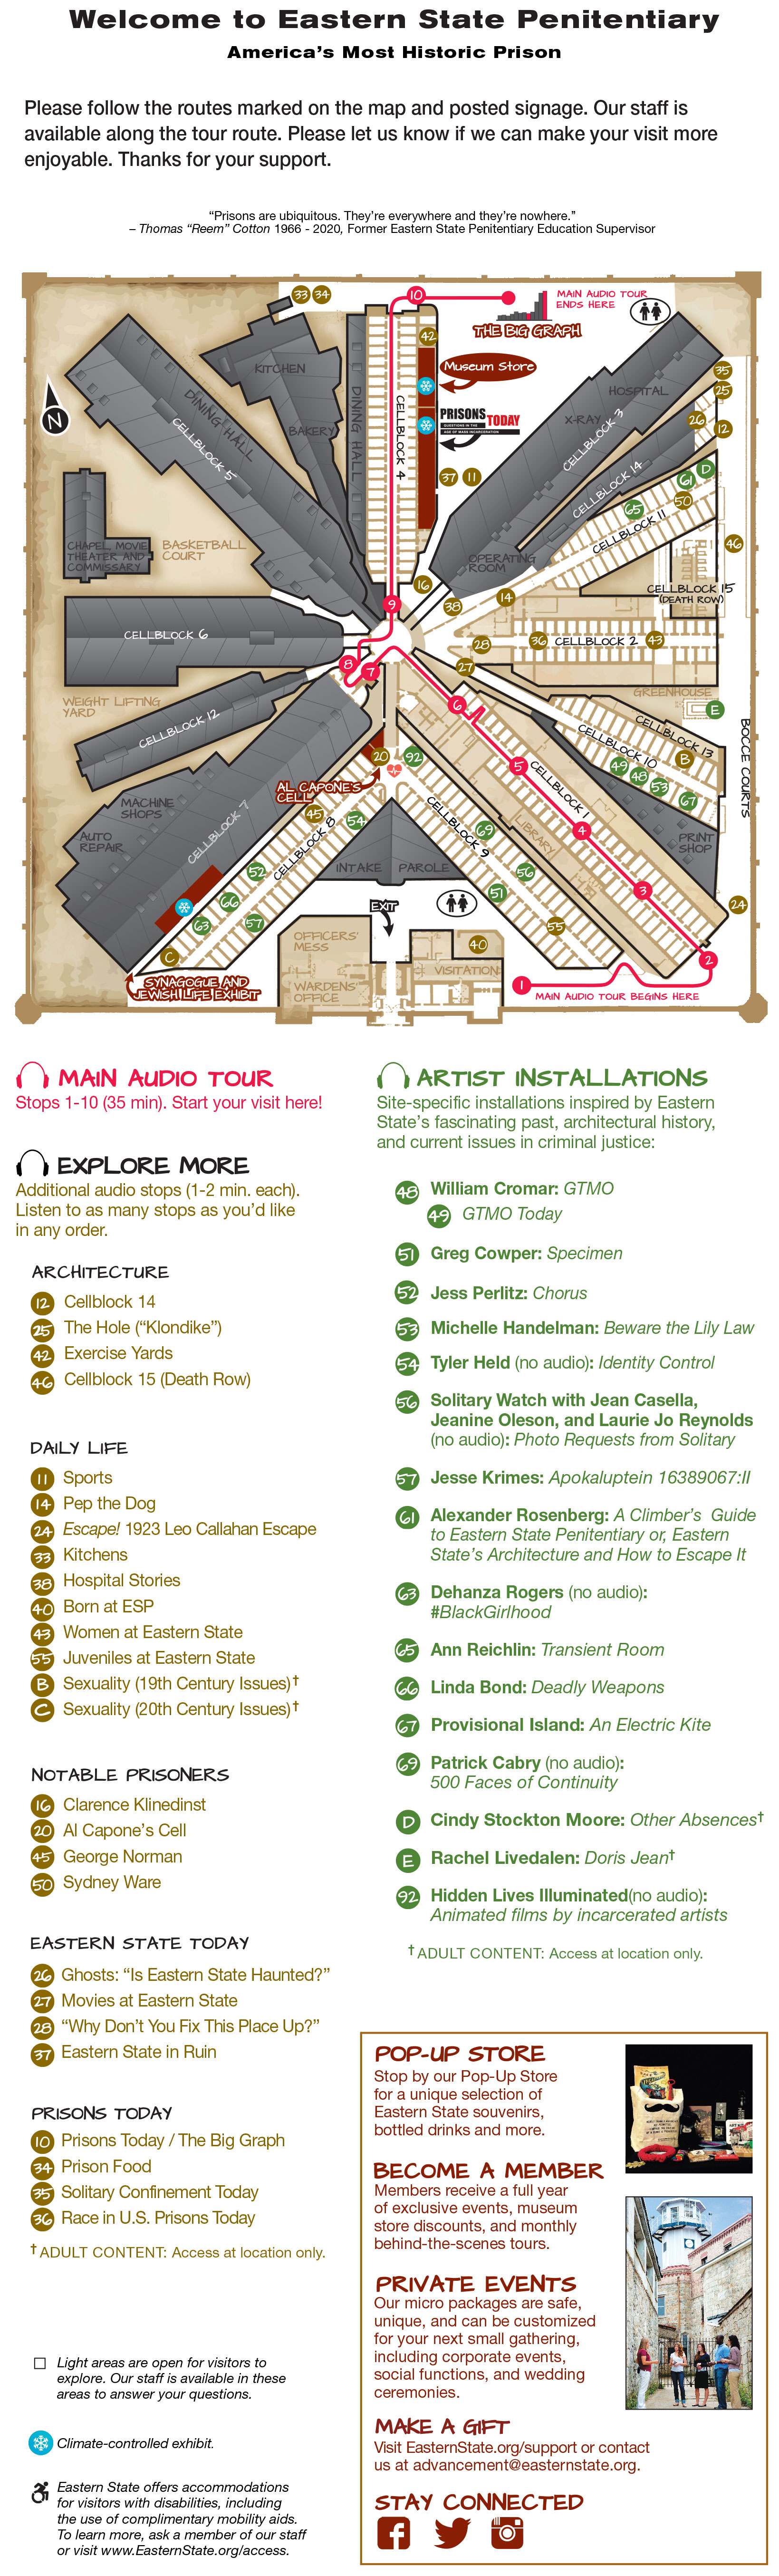 Welcome to Eastern State Penitentiary
America's Most Historic Prison
Please follow the routes marked on the map and posted signage. Our staff is
available along the tour route. Please let us know if we can make your visit more
enjoyable. Thanks for your support.
“Prisons are ubiquitous. They're everywhere and they're nowhere.”
– Thomas “Reem” Cotton 1966 - 2020, Former Eastern State Penitentiary Education Supervisor
33 34
10
MAIN AUDIO TOUR
ENDS HERE
THE BIG GRAPH
42
Museum Store
PRISONS TODAY
QUESTIONS IN THE
AGE OF MASS INCARCERATION
N
KITCHEN
DINING HALL
BAKERY
DINING HALL
CELLBLOCK 4
CELLBLOCK 5
HOSPITAL
X-RAY
CELLBLOCK 3
35
25
26
12
CELLBLOCK 14
D
61
50
65
CELLBLOCK 11
37 11
46
CHAPEL, MOVIE
THEATER AND
COMMISSARY
BASKETBALL
COURT
OPERATING
ROOM
CELLBLOCK 15
(DEATH ROW)
16
14
9
38
CELLBLOCK 6
28
36
CELLBLOCK 2
43
8
7
27
GREENHOUSE
WEIGHT LIFTING
YARD
E
6
CELLBLOCK 12
CELLBLOCK 13
CELLBLOCK 10
B
BOCCE COURTS
20
92
5
49
48
53
67
AL CAPONE'S
CELL
CELLBLOCK 1
MACHINE
SHOPS
45
54
CELLBLOCK 7
CELLBLOCK 8
CELLBLOCK 9
69
LIBRARY
4
PRINT
SHOP
AUTO
REPAIR
52
INTAKE
PAROLE
56
3
66
51
24
EXIT
63
57
55
C
OFFICERS'
MESS
40
VISITATION
2
SYNAGOGUE AND
JEWISH LIFE EXHIBIT
WARDENS
OFFICE
1
MAIN AUDIO TOUR BEGINS HERE
MAIN AUDIO TOUR
Stops 1-10 (35 min). Start your visit here!
EXPLORE MORE
Additional audio stops (1-2 min. each).
Listen to as many stops as you'd like
in any order.
ARCHITECTURE
12 Cellblock 14
25 The Hole (“Klondike”)
42 Exercise Yards
46 Cellblock 15 (Death Row)
DAILY LIFE
11 Sports
14 Pep the Dog
24 Escape! 1923 Leo Callahan Escape
33 Kitchens
38 Hospital Stories
40 Born at ESP
43 Women at Eastern State
55 Juveniles at Eastern State
B Sexuality (19th Century Issues)†
C Sexuality (20th Century Issues)†
NOTABLE PRISONERS
16 Clarence Klinedinst
20 Al Capone's Cell
45 George Norman
50 Sydney Ware
EASTERN STATE TODAY
26 Ghosts: “Is Eastern State Haunted?”
27 Movies at Eastern State
28 “Why Don't You Fix This Place Up?”
37 Eastern State in Ruin
PRISONS TODAY
10 Prisons Today / The Big Graph
34 Prison Food
35 Solitary Confinement Today
36 Race in U.S. Prisons Today
† ADULT CONTENT: Access at location only.
Light areas are open for visitors to
explore. Our staff is available in these
areas to answer your questions.
Climate-controlled exhibit.
Eastern State offers accommodations
for visitors with disabilities, including
the use of complimentary mobility aids.
To learn more, ask a member of our staff
or visit www.EasternState.org/access.
ARTIST INSTALLATIONS
Site-specific installations inspired by Eastern
State's fascinating past, architectural history,
and current issues in criminal justice:
48 William Cromar: GTMO
49 GTMO Today
51 Greg Cowper: Specimen
52 Jess Perlitz: Chorus
53 Michelle Handelman: Beware the Lily Law
54 Tyler Held (no audio): Identity Control
56 Solitary Watch with Jean Casella,
Jeanine Oleson, and Laurie Jo Reynolds
(no audio): Photo Requests from Solitary
57 Jesse Krimes: Apokaluptein 16389067:II
61 Alexander Rosenberg: A Climber's Guide
to Eastern State Penitentiary or, Eastern
State's Architecture and How to Escape It
63 Dehanza Rogers (no audio):
#BlackGirlhood
65 Ann Reichlin: Transient Room
66 Linda Bond: Deadly Weapons
67 Provisional Island: An Electric Kite
69 Patrick Cabry (no audio):
500 Faces of Continuity
D Cindy Stockton Moore: Other Absences†
E Rachel Livedalen: Doris Jean†
92 Hidden Lives Illuminated(no audio):
Animated films by incarcerated artists
† ADULT CONTENT: Access at location only.
POP-UP STORE
Stop by our Pop-Up Store
for a unique selection of
Eastern State souvenirs,
bottled drinks and more.
BECOME A MEMBER
Members receive a full year
of exclusive events, museum
store discounts, and monthly
behind-the-scenes tours.
PRIVATE EVENTS
Our micro packages are safe,
unique, and can be customized
for your next small gathering,
including corporate events,
social functions, and wedding
ceremonies.
MAKE A GIFT
Visit EasternState.org/support or contact
us at advancement@easternstate.org.
STAY CONNECTED